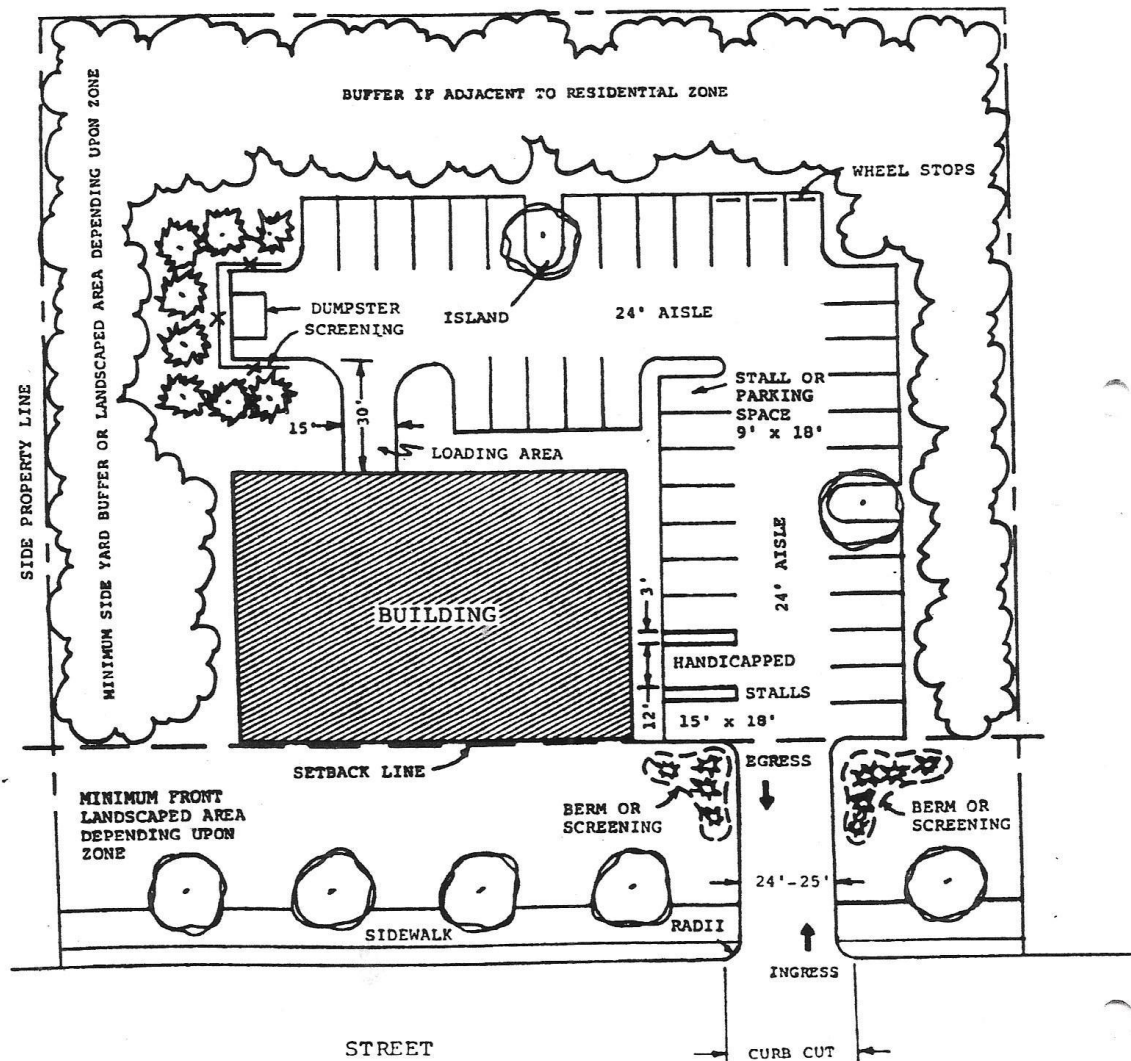 BUFFER IF ADJACENT TO RESIDENTIAL ZONE
WHEEL STOPS
SIDE PROPERTY LINE
MINIMUM SIDE YARD BUFFER OR LANDSCAPED AREA DEPENDING UPON ZONE
DUMPSTER
SCREENING
ISLAND
24' AISLE
STALL OR
PARKING
SPACE
9' x 18'
15'
30'
LOADING AREA
24' AISLE
BUILDING
3'
HANDICAPPED
STALLS
12'
15' x 18'
SETBACK LINE
EGRESS
MINIMUM FRONT
LANDSCAPED AREA
DEPENDING UPON
ZONE
BERM OR
SCREENING
BERM OR
SCREENING
24'-25'
SIDEWALK
RADII
INGRESS
STREET
CURB CUT